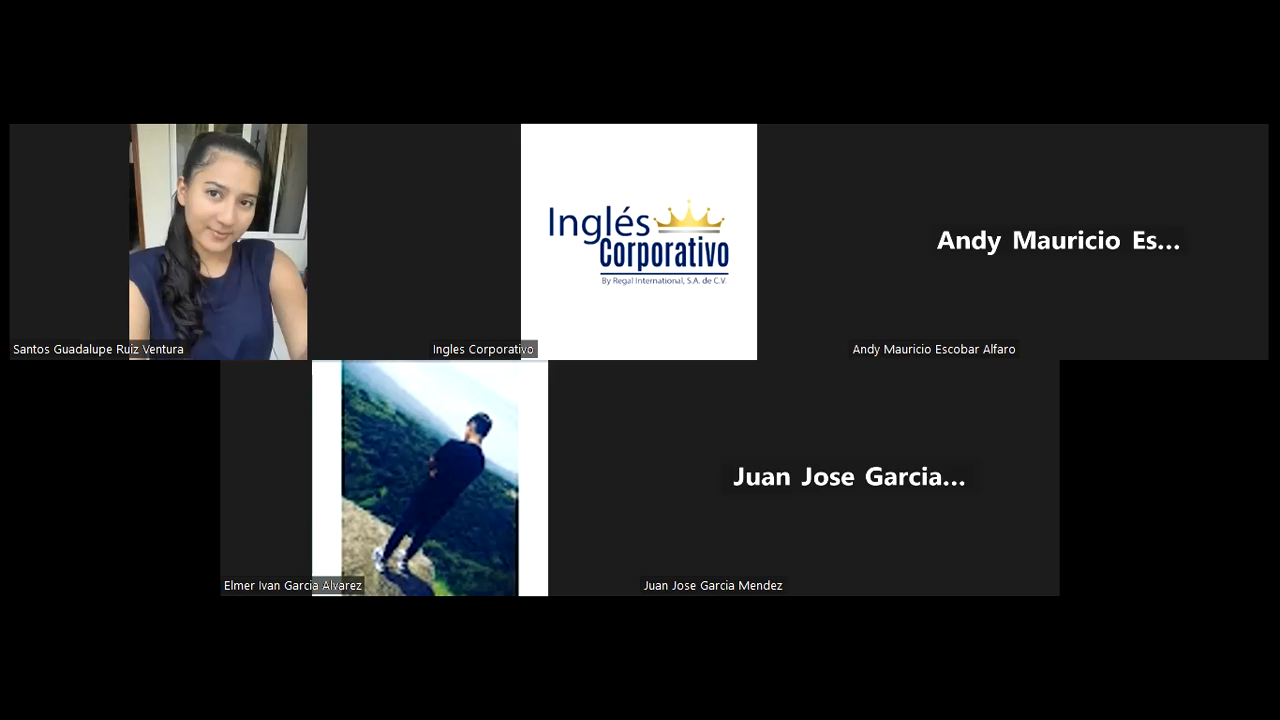 Inglés
Corporativo
By Regal International, S.A. de C.V.
Andy Mauricio Es...
Santos Guadalupe Ruiz Ventura
Ingles Corporativo
Andy Mauricio Escobar Alfaro
Juan Jose Garcia...
Elmer Ivan Garcia Alvarez
Juan Jose Garcia Mendez